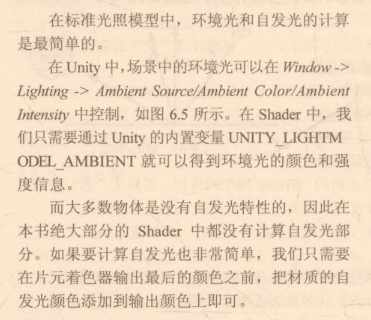 在标准光照模型中，环境光和自发光的计算
是最简单的。
在 Unity 中,场景中的环境光可以在 Window ->
Lighting -> Ambient Source/Ambient Color/Ambient
Intensity 中控制，如图 6.5 所示。在 Shader 中，我
们只需要通过 Unity 的内置变量 UNITY_LIGHTM
ODEL_AMBIENT 就可以得到环境光的颜色和强
度信息。
而大多数物体是没有自发光特性的，因此在
本书绝大部分的 Shader 中都没有计算自发光部
分。如果要计算自发光也非常简单，我们只需要
在片元着色器输出最后的颜色之前，把材质的自
发光颜色添加到输出颜色上即可。